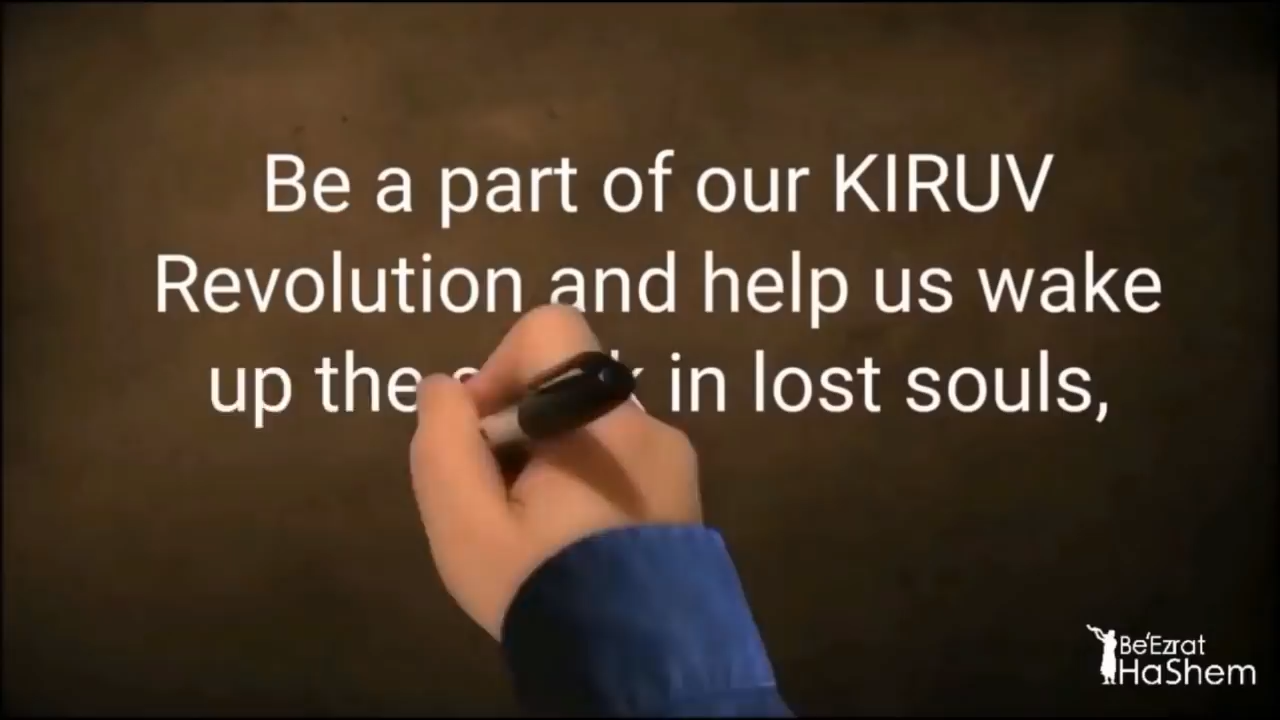 Be a part of our KIRUV
Revolution and help us wake
up the in lost souls,
Be'Ezrat
HaShem